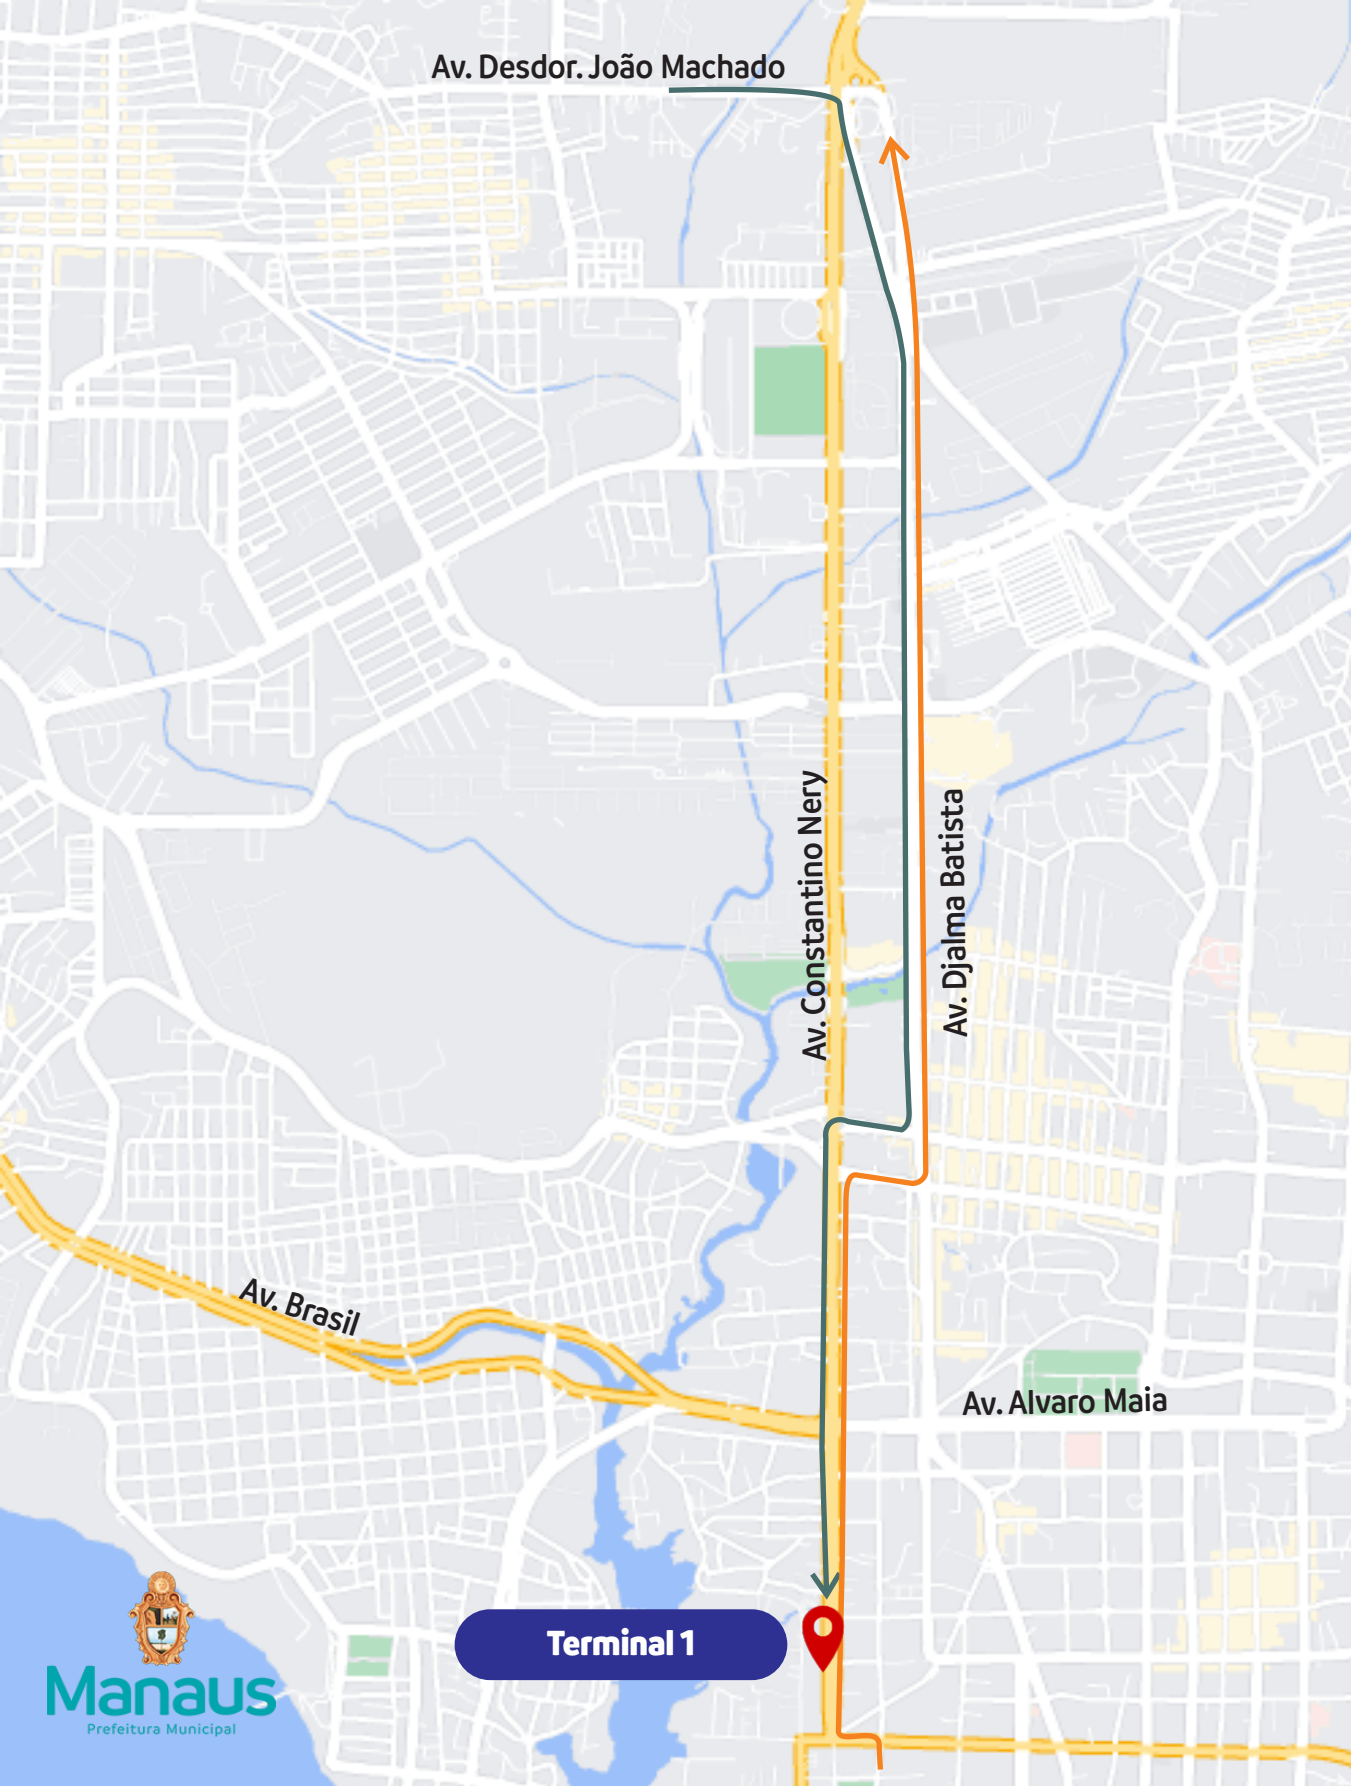 Av. Desdor. João Machado
Av. Constantino Nery
Av. Djalma Batista
Av. Brasil
Av. Alvaro Maia
Terminal 1
Manaus
Prefeitura Municipal